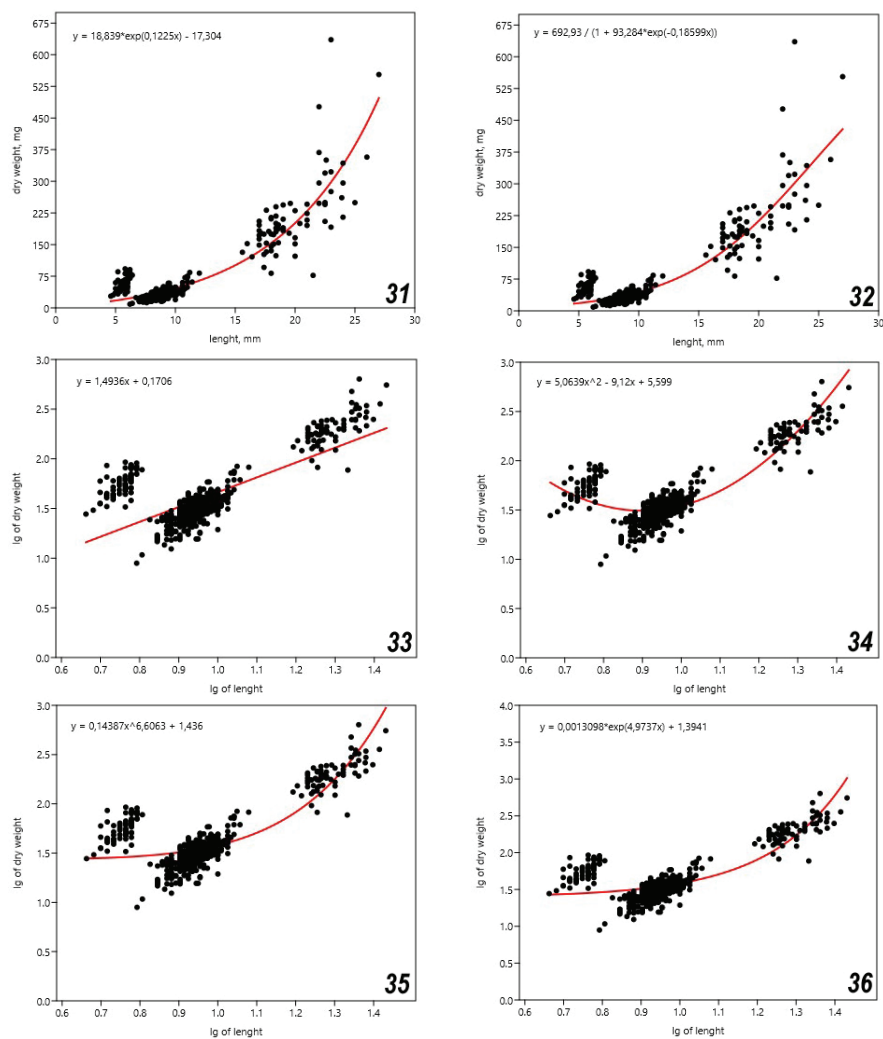 y = 18,839*exp(0,1225x) - 17,304
dry weight, mg
675
600
525
450
375
300
225
150
75
0
0 5 10 15 20 25 30
lenght, mm
31
y = 692,93 / (1 + 93,284*exp(-0,18599x))
dry weight, mg
675
600
525
450
375
300
225
150
75
0
0 5 10 15 20 25 30
lenght, mm
32
y = 1,4936x + 0,1706
lg of dry weight
3.0
2.5
2.0
1.5
1.0
0.5
0.0
0.6 0.7 0.8 0.9 1.0 1.1 1.2 1.3 1.4
lg of lenght
33
y = 5,0639x^2 - 9,12x + 5,599
lg of dry weight
3.0
2.5
2.0
1.5
1.0
0.5
0.0
0.6 0.7 0.8 0.9 1.0 1.1 1.2 1.3 1.4
lg of lenght
34
y = 0,14387x^6,6063 + 1,436
lg of dry weight
3.0
2.5
2.0
1.5
1.0
0.5
0.0
0.6 0.7 0.8 0.9 1.0 1.1 1.2 1.3 1.4
lg of lenght
35
y = 0,0013098*exp(4,9737x) + 1,3941
lg of dry weight
4.0
3.5
3.0
2.5
2.0
1.5
1.0
0.5
0.0
0.6 0.7 0.8 0.9 1.0 1.1 1.2 1.3 1.4
lg of lenght
36